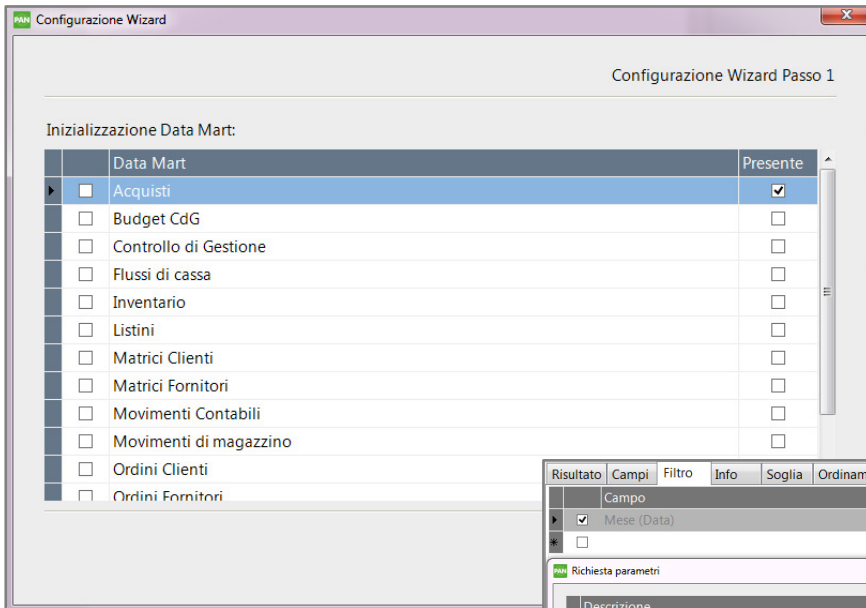 PAN Configurazione Wizard X
Configurazione Wizard Passo 1
Inizializzazione Data Mart:
Data Mart Presente
Acquisti
Budget CdG
Controllo di Gestione
Flussi di cassa
Inventario
Listini
Matrici Clienti
Matrici Fornitori
Movimenti Contabili
Movimenti di magazzino
Ordini Clienti
Ordini Fornitori
Risultato Campi Filtro Info Soglia Ordinam
Campo
Mese (Data)
PAN Richiesta parametri
Descrizione